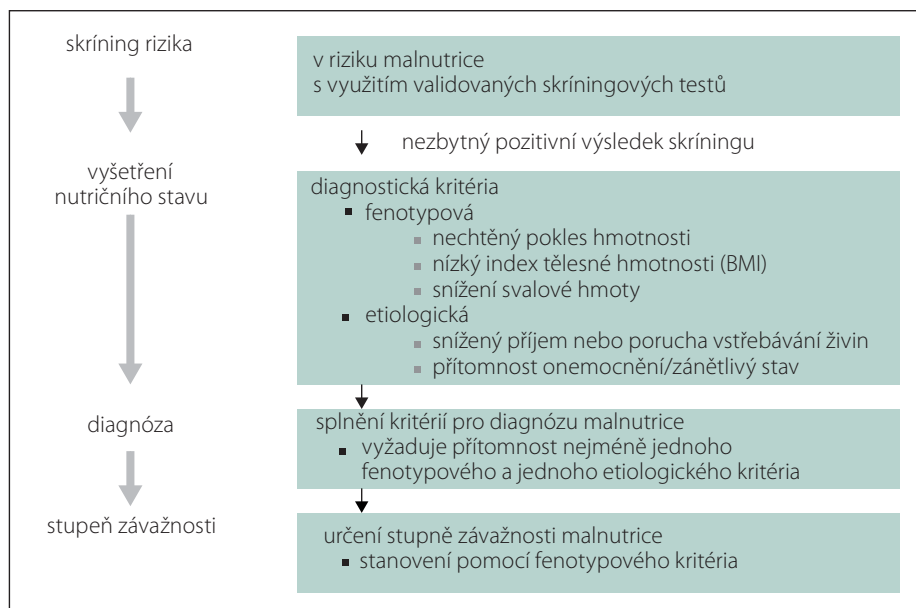 skríning rizika
v riziku malnutrice
s využitím validovaných skríningových testů
nezbytný pozitivní výsledek skríningu
vyšetření
nutričního stavu
diagnostická kritéria
fenotypová
nechtěný pokles hmotnosti
nízký index tělesné hmotnosti (BMI)
snížení svalové hmoty
etiologická
snížený příjem nebo porucha vstřebávání živin
přítomnost onemocnění/zánětlivý stav
diagnóza
splnění kritérií pro diagnózu malnutrice
vyžaduje přítomnost nejméně jednoho
fenotypového a jednoho etiologického kritéria
stupeň závažnosti
určení stupně závažnosti malnutrice
stanovení pomocí fenotypového kritéria